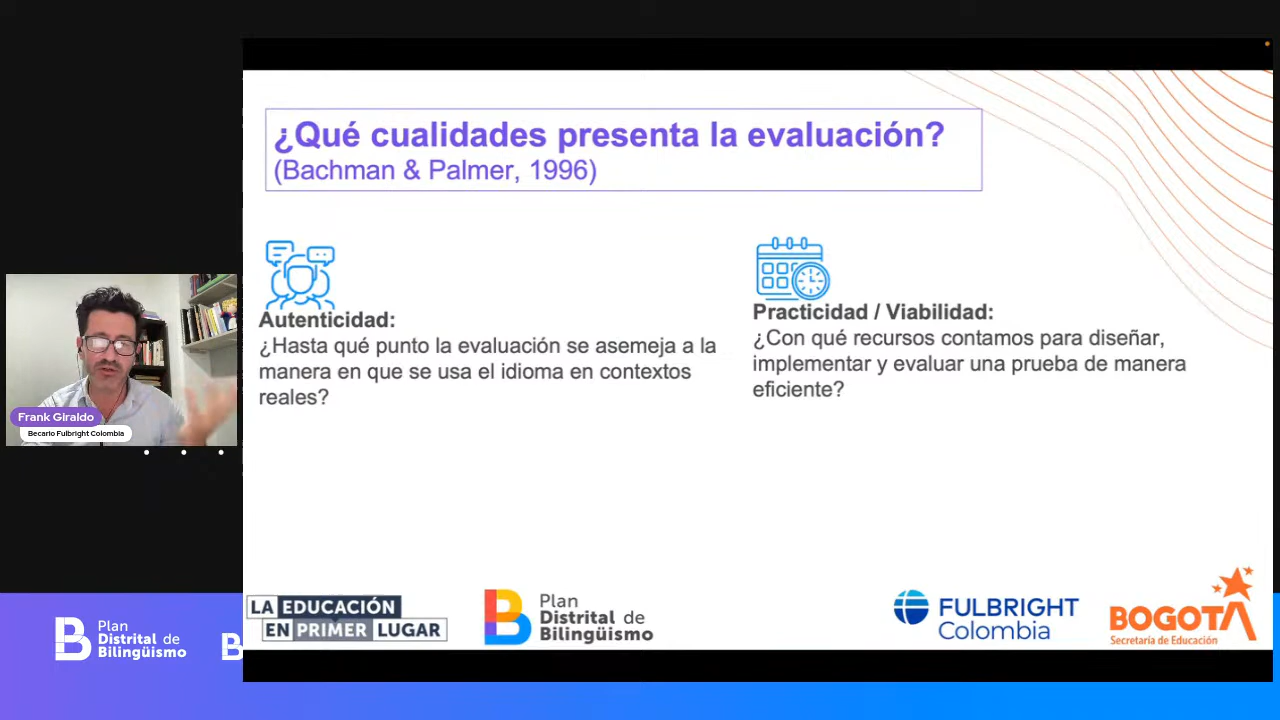 ¿Qué cualidades presenta la evaluación?
(Bachman & Palmer, 1996)
Autenticidad:
¿Hasta qué punto la evaluación se asemeja a la
manera en que se usa el idioma en contextos
reales?
Practicidad / Viabilidad:
¿Con qué recursos contamos para diseñar,
implementar y evaluar una prueba de manera
eficiente?
Frank Giraldo
Becario Fulbright Colombia
LA EDUCACIÓN
EN PRIMER LUGAR
B Plan
Distrital de
Bilingüismo
FULBRIGHT
Colombia
BOGOTÁ
Secretaría de Educación
B Plan
Distrital de
Bilingüismo
B